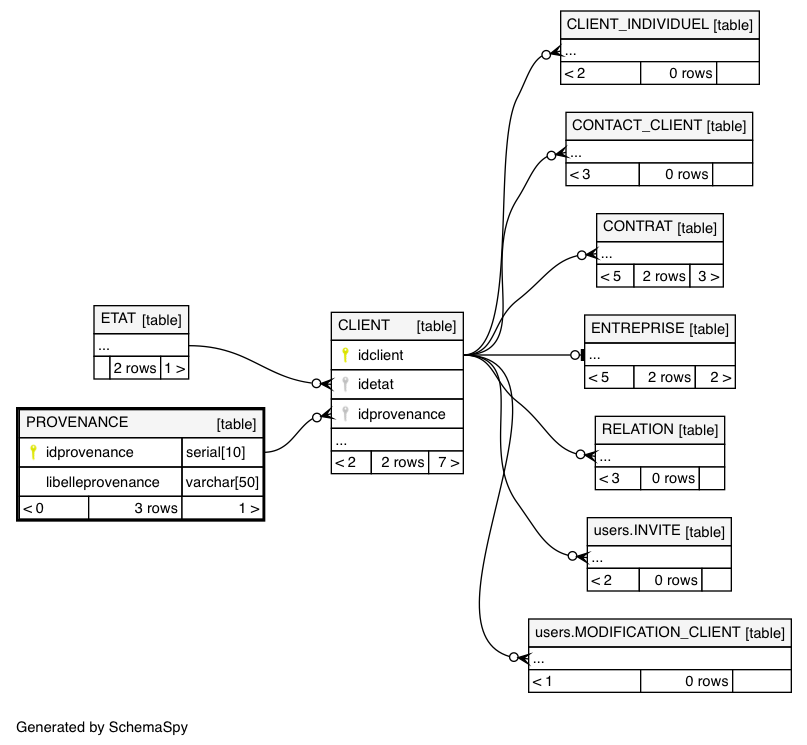 CLIENT_INDIVIDUEL [table]
...
< 2 0 rows
CONTACT_CLIENT [table]
...
< 3 0 rows
CONTRAT [table]
...
< 5 2 rows 3 >
ETAT [table]
...
2 rows 1 >
CLIENT [table]
idclient
idetat
idprovenance
...
< 2 2 rows 7 >
ENTREPRISE [table]
...
< 5 2 rows 2 >
PROVENANCE [table]
idprovenance serial[10]
libelleprovenance varchar[50]
< 0 3 rows 1 >
RELATION [table]
...
< 3 0 rows
users.INVITE [table]
...
< 2 0 rows
users.MODIFICATION_CLIENT [table]
...
< 1 0 rows
Generated by SchemaSpy